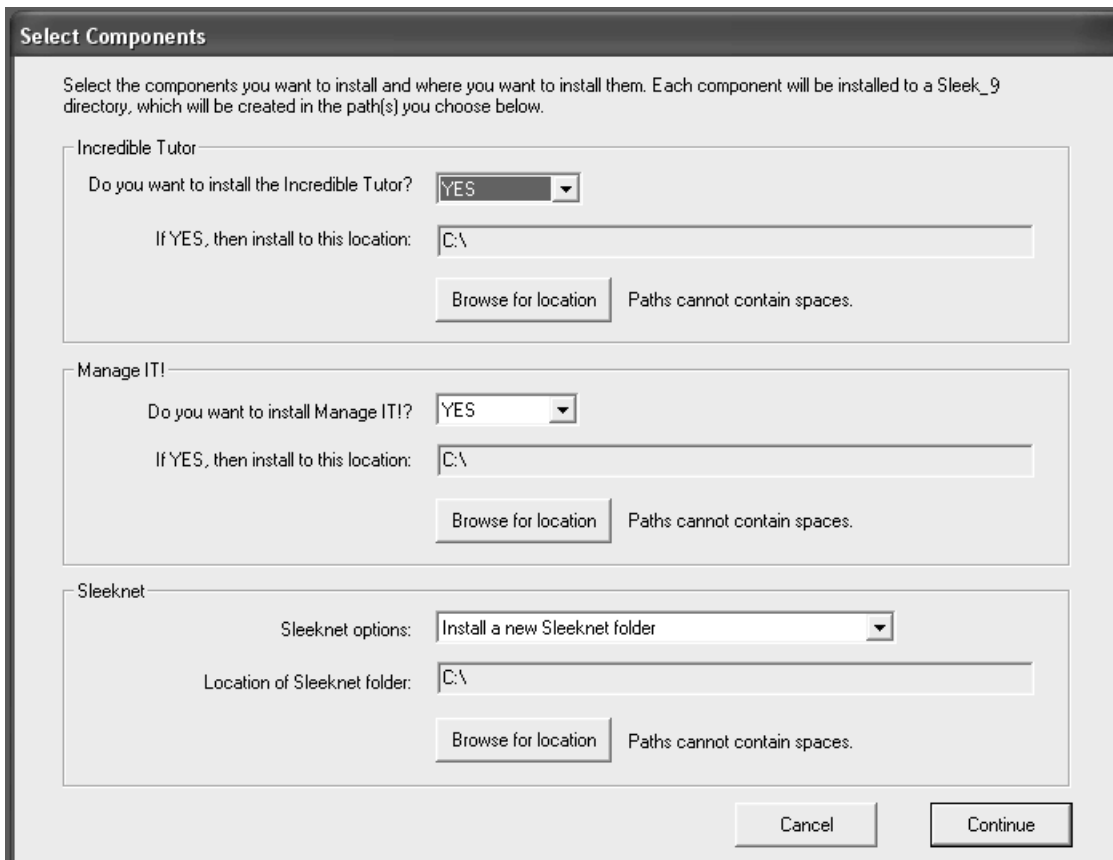 Select Components
Select the components you want to install and where you want to install them. Each component will be installed to a Sleek_9
directory, which will be created in the path(s) you choose below.
Incredible Tutor
Do you want to install the Incredible Tutor? YES
If YES, then install to this location: C:\
Browse for location Paths cannot contain spaces.
Manage IT!
Do you want to install Manage IT!? YES
If YES, then install to this location: C:\
Browse for location Paths cannot contain spaces.
Sleeknet
Sleeknet options: Install a new Sleeknet folder
Location of Sleeknet folder: C:\
Browse for location Paths cannot contain spaces.
Cancel Continue